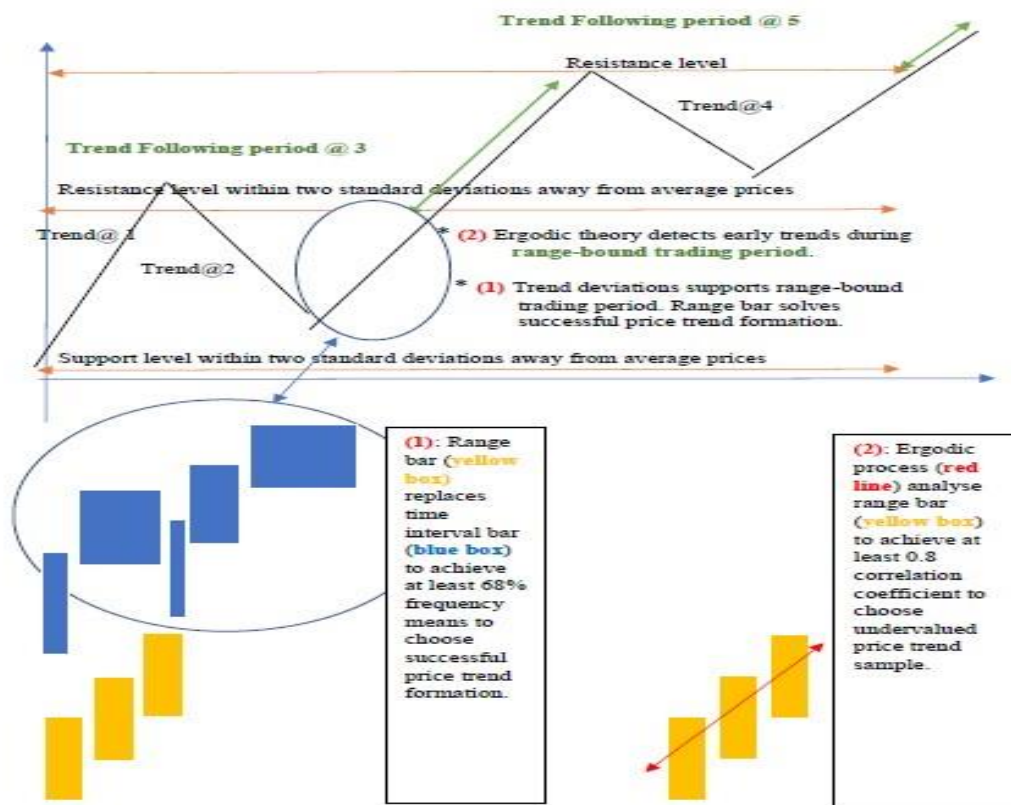 Trend Following period @ 5
Resistance level
Trend@4
Trend Following period @ 3
Resistance level within two standard deviations away from average prices
Trend@ 1
* (2) Ergodic theory detects early trends during
range-bound trading period.
Trend@2
* (1) Trend deviations supports range-bound
trading period. Range bar solves
successful price trend formation.
Support level within two standard deviations away from average prices
(1): Range
bar (yellow
box)
replaces
time
interval bar
(blue box)
to achieve
at least 68%
frequency
means to
choose
successful
price trend
formation.
(2): Ergodic
process (red
line) analyse
range bar
(yellow box)
to achieve at
least 0.8
correlation
coefficient to
choose
undervalued
price trend
sample.